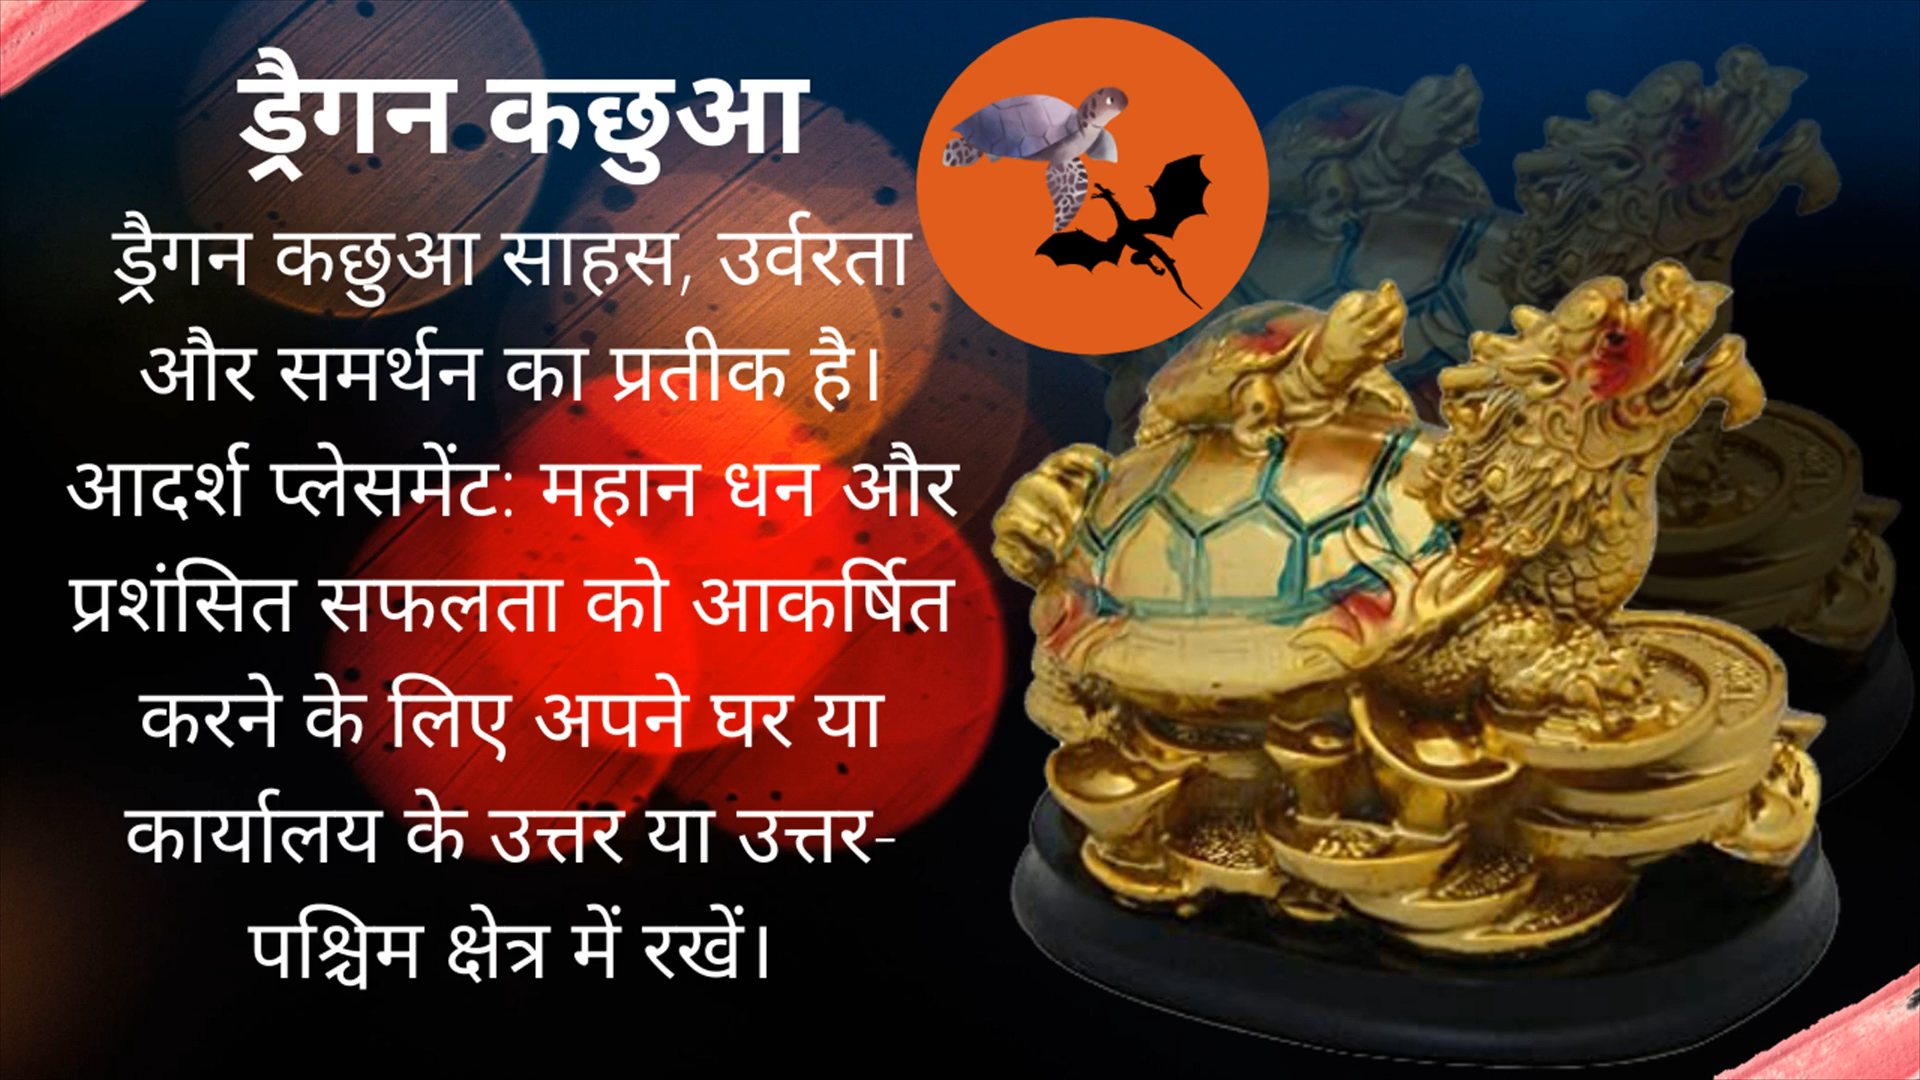 ड्रैगन कछुआ
ड्रैगन कछुआ साहस, उर्वरता
और समर्थन का प्रतीक है।
आदर्श प्लेसमेंट: महान धन और
प्रशंसित सफलता को आकर्षित
करने के लिए अपने घर या
कार्यालय के उत्तर या उत्तर-
पश्चिम क्षेत्र में रखें।